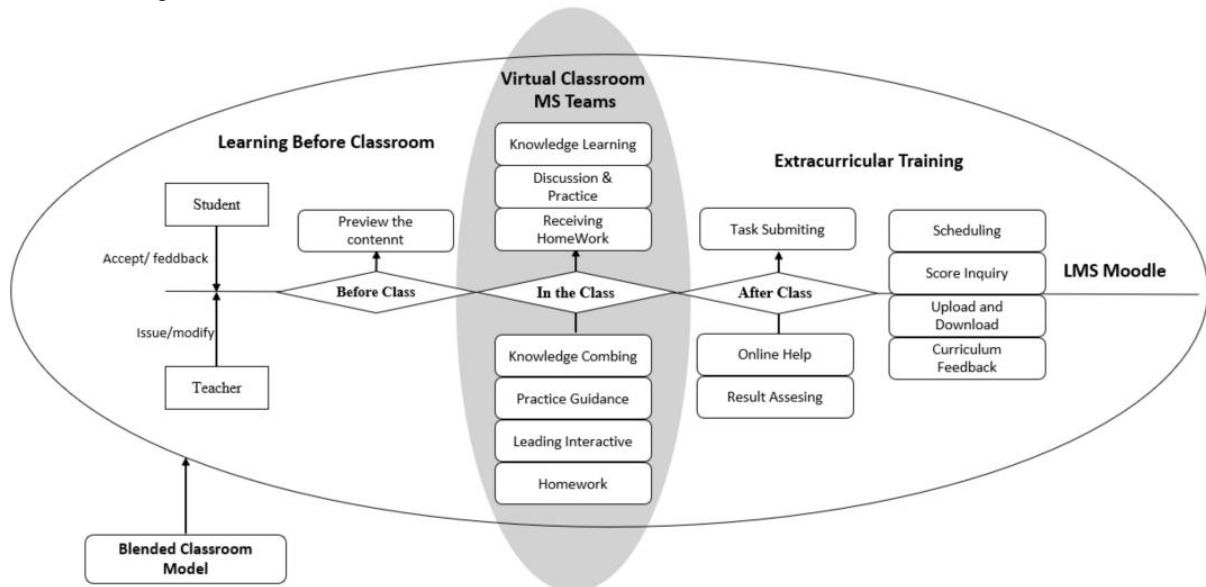 Virtual Classroom
MS Teams
Learning Before Classroom
Extracurricular Training
Student
Accept/ feddback
Issue/modify
Teacher
Preview the
contennt
Before Class
Knowledge Learning
Discussion &
Practice
Receiving
HomeWork
In the Class
Knowledge Combing
Practice Guidance
Leading Interactive
Homework
Task Submiting
After Class
Online Help
Result Assesing
Scheduling
Score Inquiry
Upload and
Download
Curriculum
Feedback
LMS Moodle
Blended Classroom
Model